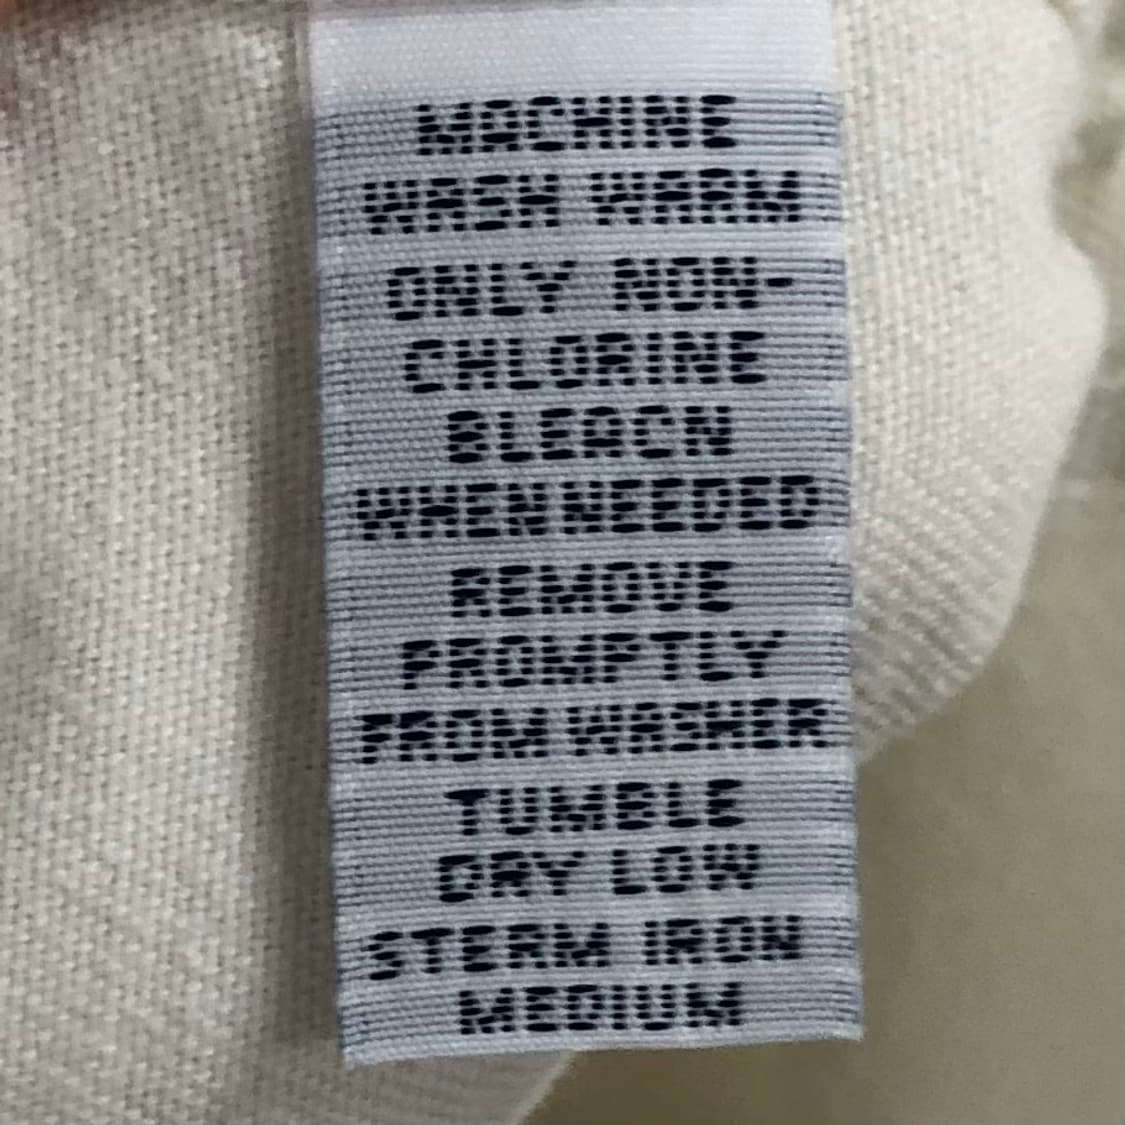 MACHINE
WASH WARM
ONLY NON-
CHLORINE
BLEACH
WHEN NEEDED
REMOVE
PROMPTLY
FROM WASHER
TUMBLE
DRY LOW
STEAM IRON
MEDIUM